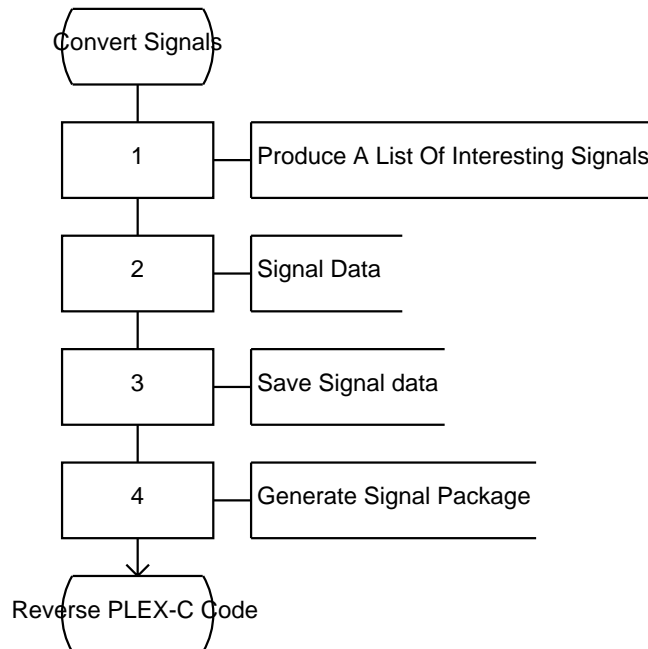 Convert Signals
1
Produce A List Of Interesting Signals
2
Signal Data
3
Save Signal data
4
Generate Signal Package
Reverse PLEX-C Code